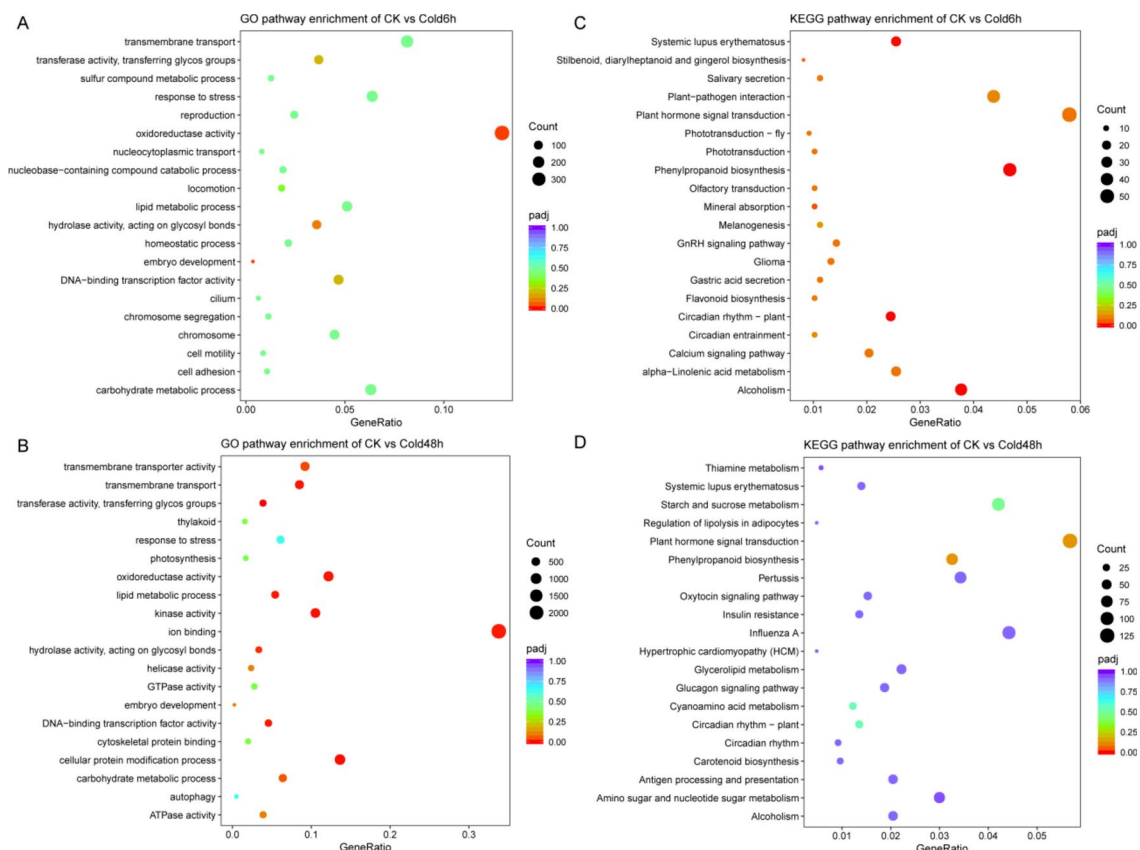 A
GO pathway enrichment of CK vs Cold6h
transmembrane transport
transferase activity, transferring glycos groups
sulfur compound metabolic process
response to stress
reproduction
oxidoreductase activity
nucleocytoplasmic transport
nucleobase-containing compound catabolic process
locomotion
lipid metabolic process
hydrolase activity, acting on glycosyl bonds
homeostatic process
embryo development
DNA-binding transcription factor activity
cilium
chromosome segregation
chromosome
cell motility
cell adhesion
carbohydrate metabolic process
0.00 0.05 0.10
GeneRatio
Count
100
200
300
padj
1.00
0.75
0.50
0.25
0.00
C
KEGG pathway enrichment of CK vs Cold6h
Systemic lupus erythematosus
Stilbenoid, diarylheptanoid and gingerol biosynthesis
Salivary secretion
Plant-pathogen interaction
Plant hormone signal transduction
Phototransduction - fly
Phototransduction
Phenylpropanoid biosynthesis
Olfactory transduction
Mineral absorption
Melanogenesis
GnRH signaling pathway
Glioma
Gastric acid secretion
Flavonoid biosynthesis
Circadian rhythm - plant
Circadian entrainment
Calcium signaling pathway
alpha-Linolenic acid metabolism
Alcoholism
0.01 0.02 0.03 0.04 0.05 0.06
GeneRatio
Count
10
20
30
40
50
padj
1.00
0.75
0.50
0.25
0.00
B
GO pathway enrichment of CK vs Cold48h
transmembrane transporter activity
transmembrane transport
transferase activity, transferring glycos groups
thylakoid
response to stress
photosynthesis
oxidoreductase activity
lipid metabolic process
kinase activity
ion binding
hydrolase activity, acting on glycosyl bonds
helicase activity
GTPase activity
embryo development
DNA-binding transcription factor activity
cytoskeletal protein binding
cellular protein modification process
carbohydrate metabolic process
autophagy
ATPase activity
0.0 0.1 0.2 0.3
GeneRatio
Count
500
1000
1500
2000
padj
1.00
0.75
0.50
0.25
0.00
D
KEGG pathway enrichment of CK vs Cold48h
Thiamine metabolism
Systemic lupus erythematosus
Starch and sucrose metabolism
Regulation of lipolysis in adipocytes
Plant hormone signal transduction
Phenylpropanoid biosynthesis
Pertussis
Oxytocin signaling pathway
Insulin resistance
Influenza A
Hypertrophic cardiomyopathy (HCM)
Glycerolipid metabolism
Glucagon signaling pathway
Cyanoamino acid metabolism
Circadian rhythm - plant
Circadian rhythm
Carotenoid biosynthesis
Antigen processing and presentation
Amino sugar and nucleotide sugar metabolism
Alcoholism
0.01 0.02 0.03 0.04 0.05
GeneRatio
Count
25
50
75
100
125
padj
1.00
0.75
0.50
0.25
0.00